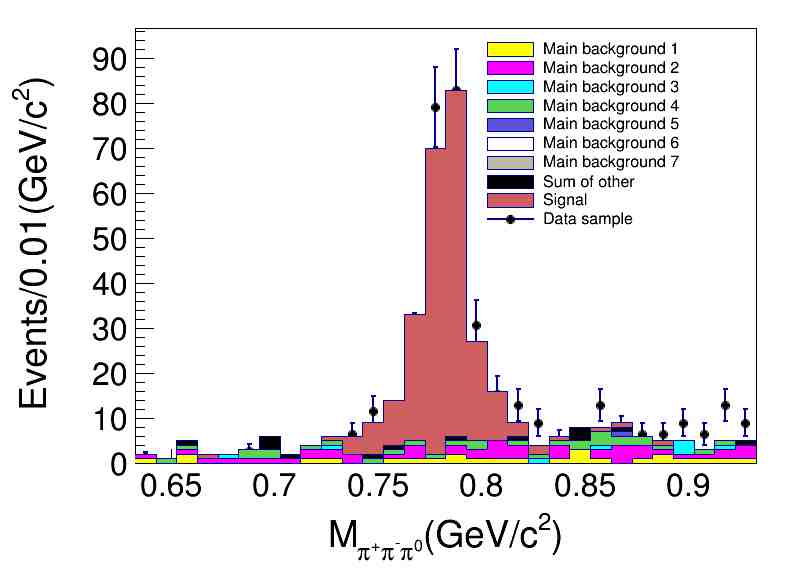 Events/0.01(GeV/c²)
90
80
70
60
50
40
30
20
10
0
Main background 1
Main background 2
Main background 3
Main background 4
Main background 5
Main background 6
Main background 7
Sum of other
Signal
Data sample
0.65 0.7 0.75 0.8 0.85 0.9
M_π⁺π⁻π⁰(GeV/c²)